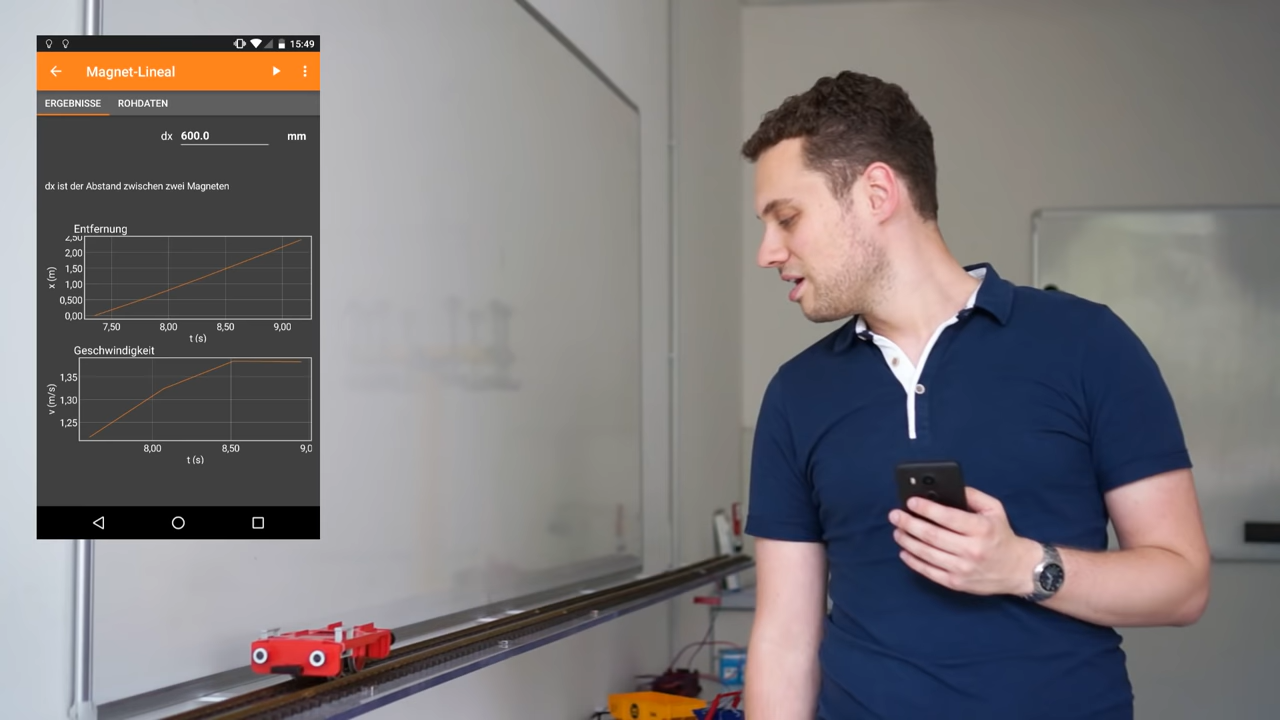 15:49
Magnet-Lineal
ERGEBNISSE ROHDATEN
dx 600.0 mm
dx ist der Abstand zwischen zwei Magneten
Entfernung
2,50
2,00
1,50
1,00
0,500
0,00
x (m)
7,50 8,00 8,50 9,00
t (s)
Geschwindigkeit
1,35
1,30
1,25
v (m/s)
8,00 8,50 9,0
t (s)